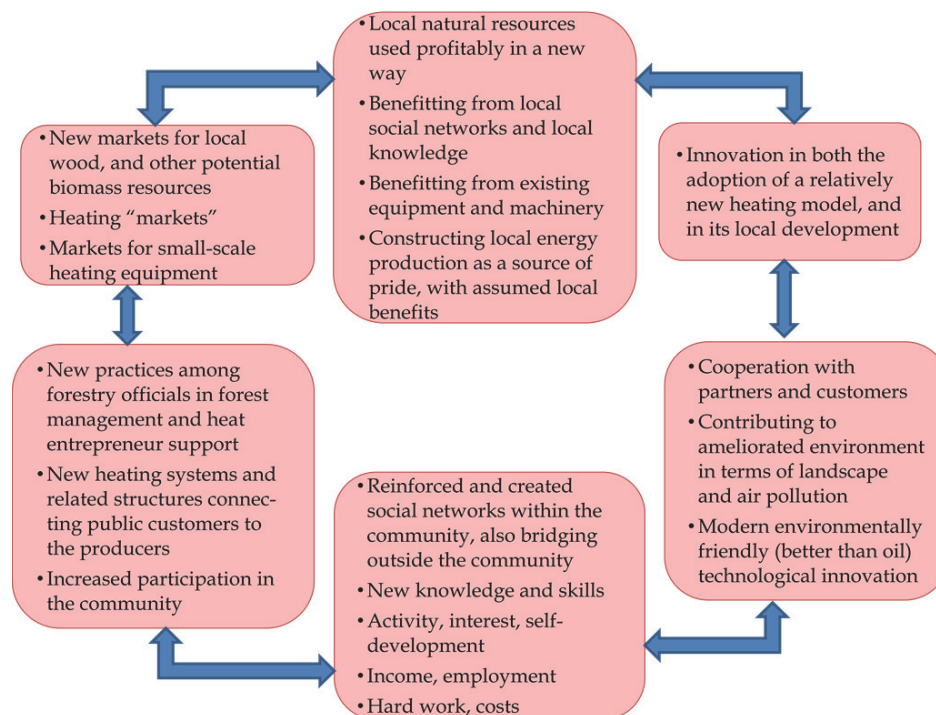 • Local natural resources
used profitably in a new
way
• Benefitting from local
social networks and local
knowledge
• Benefitting from existing
equipment and machinery
• Constructing local energy
production as a source of
pride, with assumed local
benefits
• New markets for local
wood, and other potential
biomass resources
• Heating “markets”
• Markets for small-scale
heating equipment
• Innovation in both the
adoption of a relatively
new heating model, and
in its local development
• New practices among
forestry officials in forest
management and heat
entrepreneur support
• New heating systems and
related structures connec-
ting public customers to
the producers
• Increased participation in
the community
• Cooperation with
partners and customers
• Contributing to
ameliorated environment
in terms of landscape
and air pollution
• Modern environmentally
friendly (better than oil)
technological innovation
• Reinforced and created
social networks within the
community, also bridging
outside the community
• New knowledge and skills
• Activity, interest, self-
development
• Income, employment
• Hard work, costs